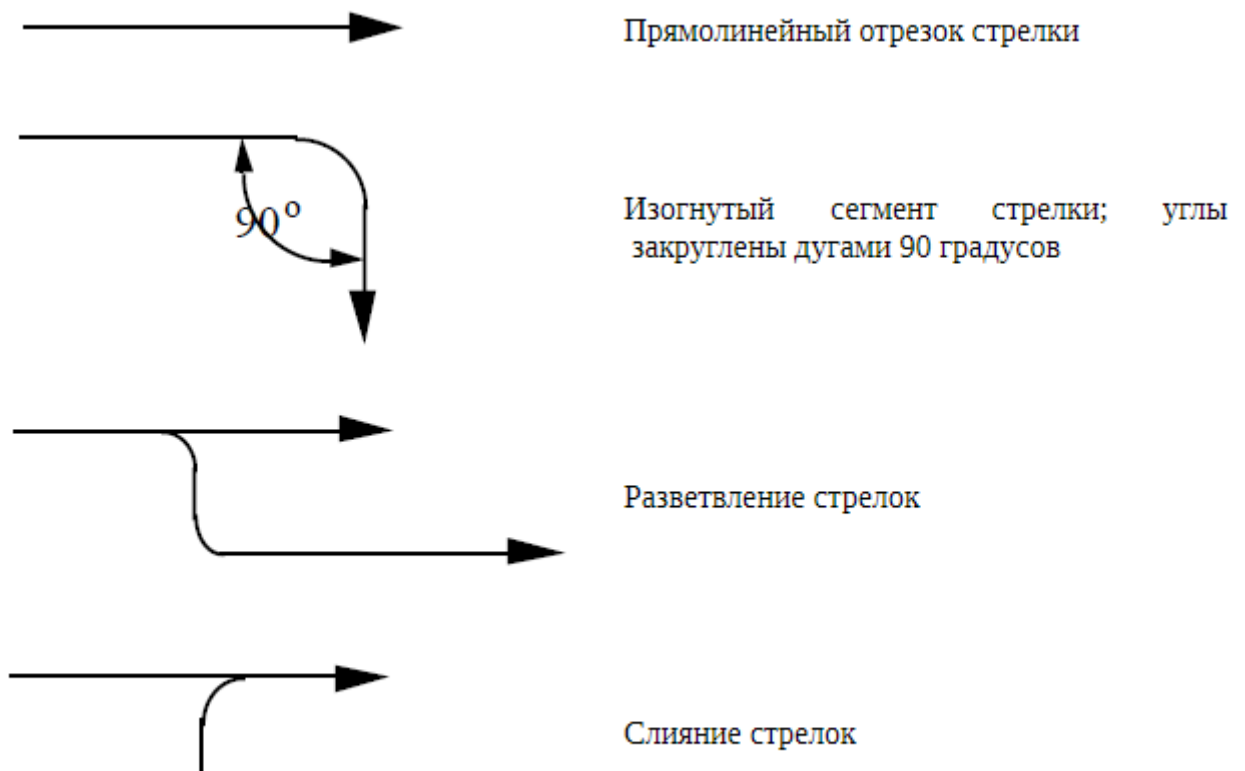 Прямолинейный отрезок стрелки
90°
Изогнутый сегмент стрелки; углы
закруглены дугами 90 градусов
Разветвление стрелок
Слияние стрелок